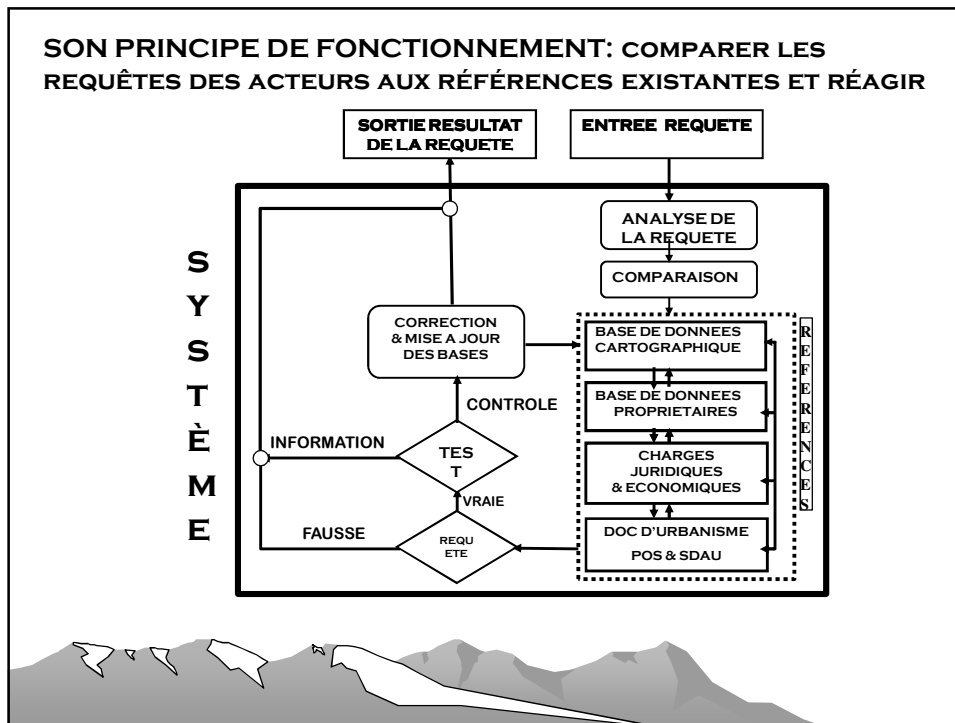 SON PRINCIPE DE FONCTIONNEMENT: COMPARER LES
REQUÊTES DES ACTEURS AUX RÉFÉRENCES EXISTANTES ET RÉAGIR
SORTIE RESULTAT
DE LA REQUETE
ENTREE REQUETE
ANALYSE DE
LA REQUETE
COMPARAISON
SYSTÈME
CORRECTION
& MISE A JOUR
DES BASES
BASE DE DONNEES
CARTOGRAPHIQUE
REFERENCES
BASE DE DONNEES
PROPRIETAIRES
CONTROLE
INFORMATION
TES
T
CHARGES
JURIDIQUES
& ECONOMIQUES
VRAIE
FAUSSE
REQU
ETE
DOC D'URBANISME
POS & SDAU